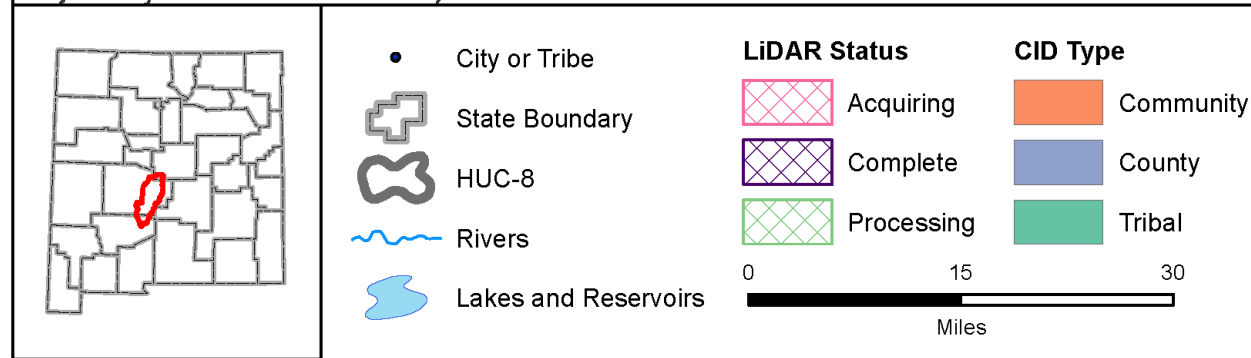 City or Tribe
State Boundary
HUC-8
Rivers
Lakes and Reservoirs
LiDAR Status
Acquiring
Complete
Processing
CID Type
Community
County
Tribal
0 15 30
Miles